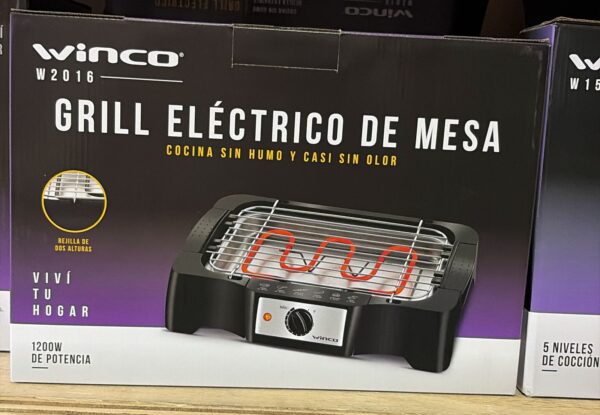 WINCO
W2016
GRILL ELÉCTRICO DE MESA
COCINA SIN HUMO Y CASI SIN OLOR
REJILLA DE
DOS ALTURAS
VIVÍ
TU
HOGAR
1200W
DE POTENCIA
WINCO
W15
5 NIVELES
DE COCCIÓN